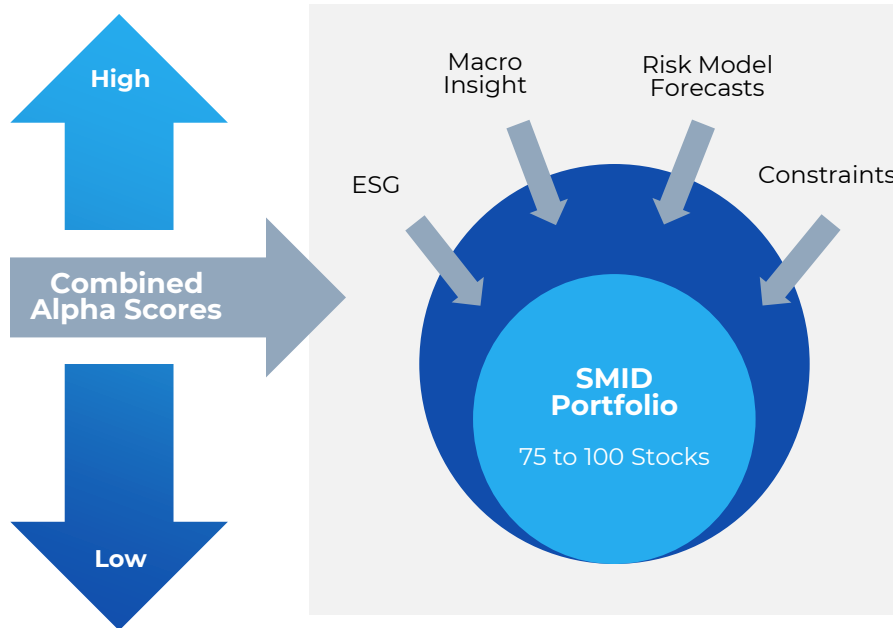 High
Combined
Alpha Scores
Low
ESG
Macro
Insight
Risk Model
Forecasts
Constraints
SMID
Portfolio
75 to 100 Stocks